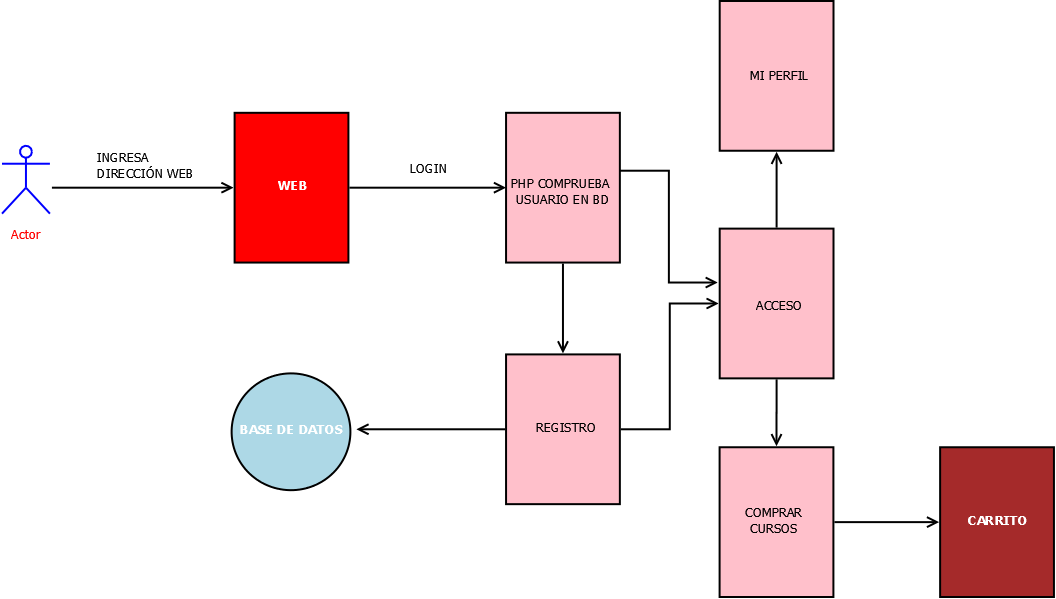 MI PERFIL
INGRESA
DIRECCIÓN WEB
LOGIN
WEB
PHP COMPRUEBA
USUARIO EN BD
Actor
ACCESO
REGISTRO
BASE DE DATOS
COMPRAR
CURSOS
CARRITO